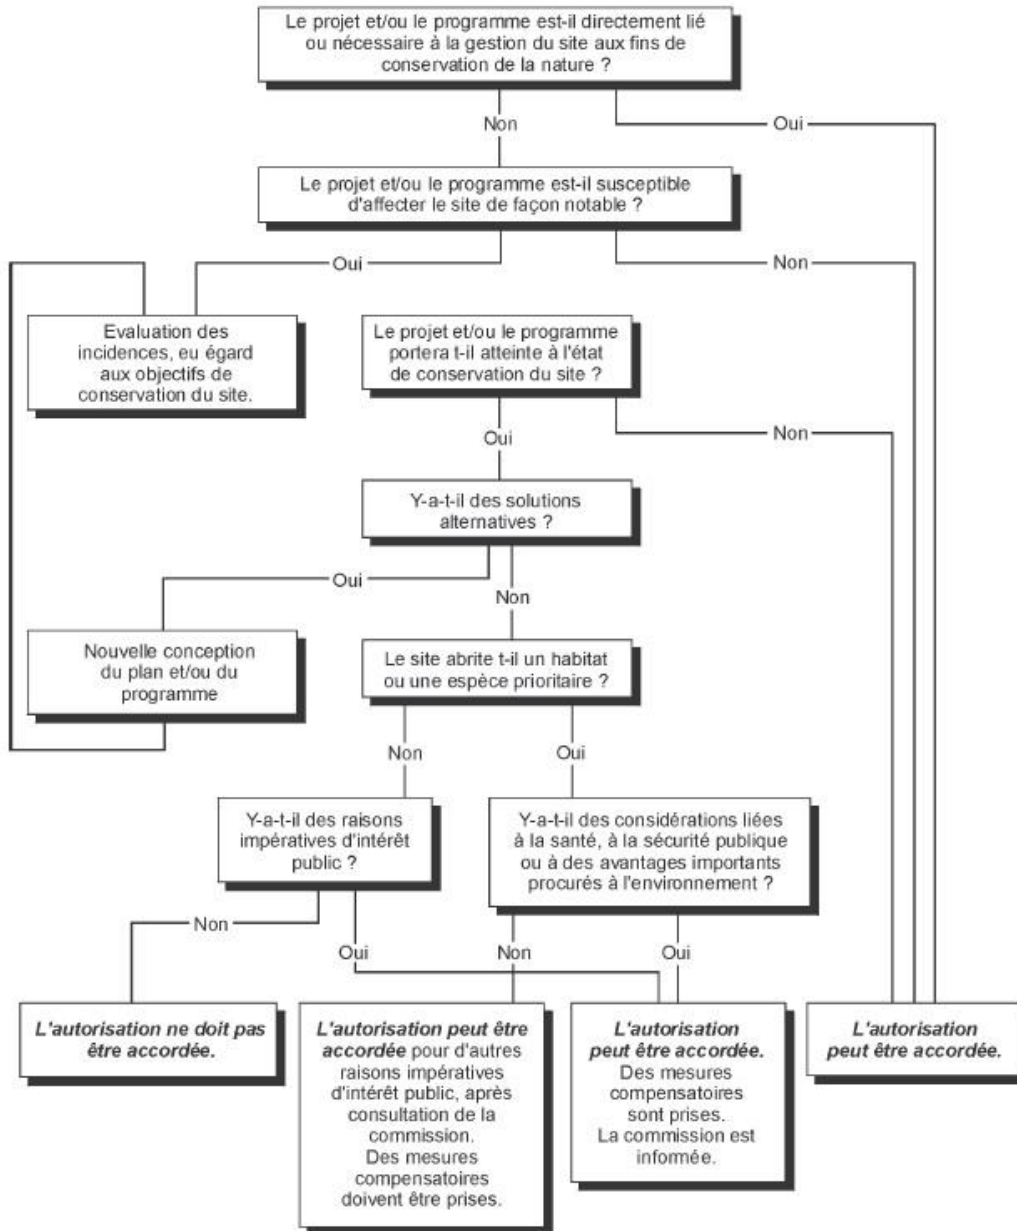 Le projet et/ou le programme est-il directement lié
ou nécessaire à la gestion du site aux fins de
conservation de la nature ?
Non
Oui
Le projet et/ou le programme est-il susceptible
d'affecter le site de façon notable ?
Oui
Non
Evaluation des
incidences, eu égard
aux objectifs de
conservation du site.
Le projet et/ou le programme
portera t-il atteinte à l'état
de conservation du site ?
Oui
Non
Y-a-t-il des solutions
alternatives ?
Oui
Non
Nouvelle conception
du plan et/ou du
programme
Le site abrite t-il un habitat
ou une espèce prioritaire ?
Non
Oui
Y-a-t-il des raisons
impératives d'intérêt
public ?
Y-a-t-il des considérations liées
à la santé, à la sécurité publique
ou à des avantages importants
procurés à l'environnement ?
Non
Oui
Non
Oui
L'autorisation ne doit pas
être accordée.
L'autorisation peut être
accordée pour d'autres
raisons impératives
d'intérêt public, après
consultation de la
commission.
Des mesures
compensatoires
doivent être prises.
L'autorisation
peut être accordée.
Des mesures
compensatoires
sont prises.
La commission est
informée.
L'autorisation
peut être accordée.